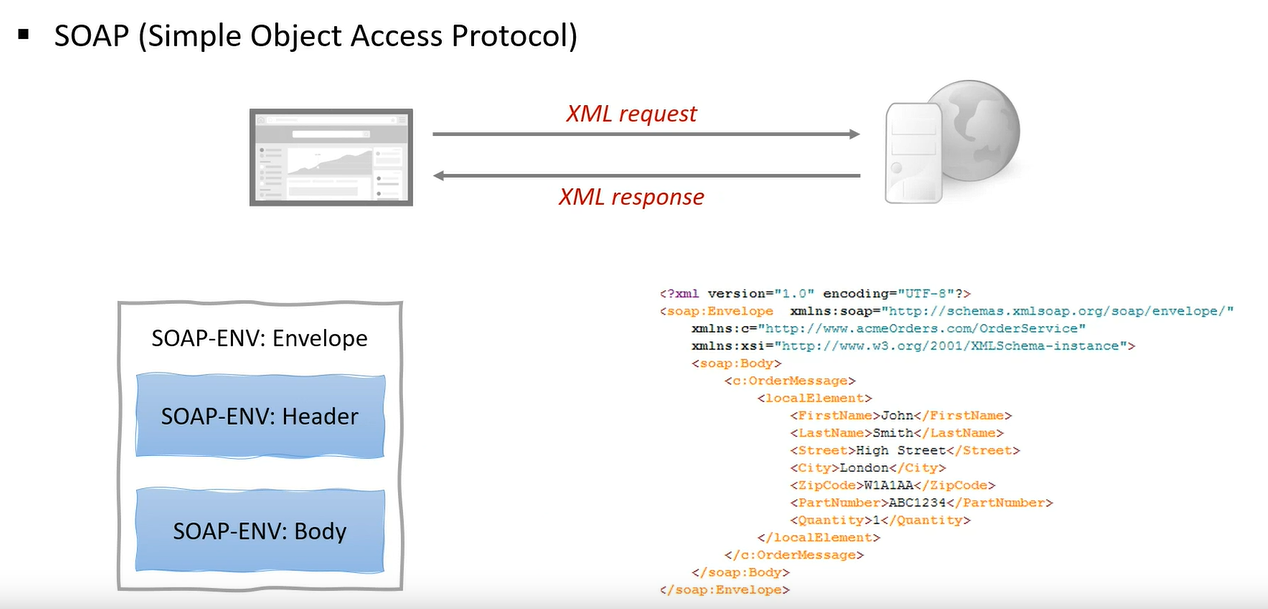 ▪ SOAP (Simple Object Access Protocol)
XML request
XML response
SOAP-ENV: Envelope
SOAP-ENV: Header
SOAP-ENV: Body
<?xml version="1.0" encoding="UTF-8"?>
<soap:Envelope  xmlns:soap="http://schemas.xmlsoap.org/soap/envelope/"
    xmlns:c="http://www.acmeOrders.com/OrderService"
    xmlns:xsi="http://www.w3.org/2001/XMLSchema-instance">
    <soap:Body>
        <c:OrderMessage>
            <localElement>
                <FirstName>John</FirstName>
                <LastName>Smith</LastName>
                <Street>High Street</Street>
                <City>London</City>
                <ZipCode>W1A1AA</ZipCode>
                <PartNumber>ABC1234</PartNumber>
                <Quantity>1</Quantity>
            </localElement>
        </c:OrderMessage>
    </soap:Body>
</soap:Envelope>